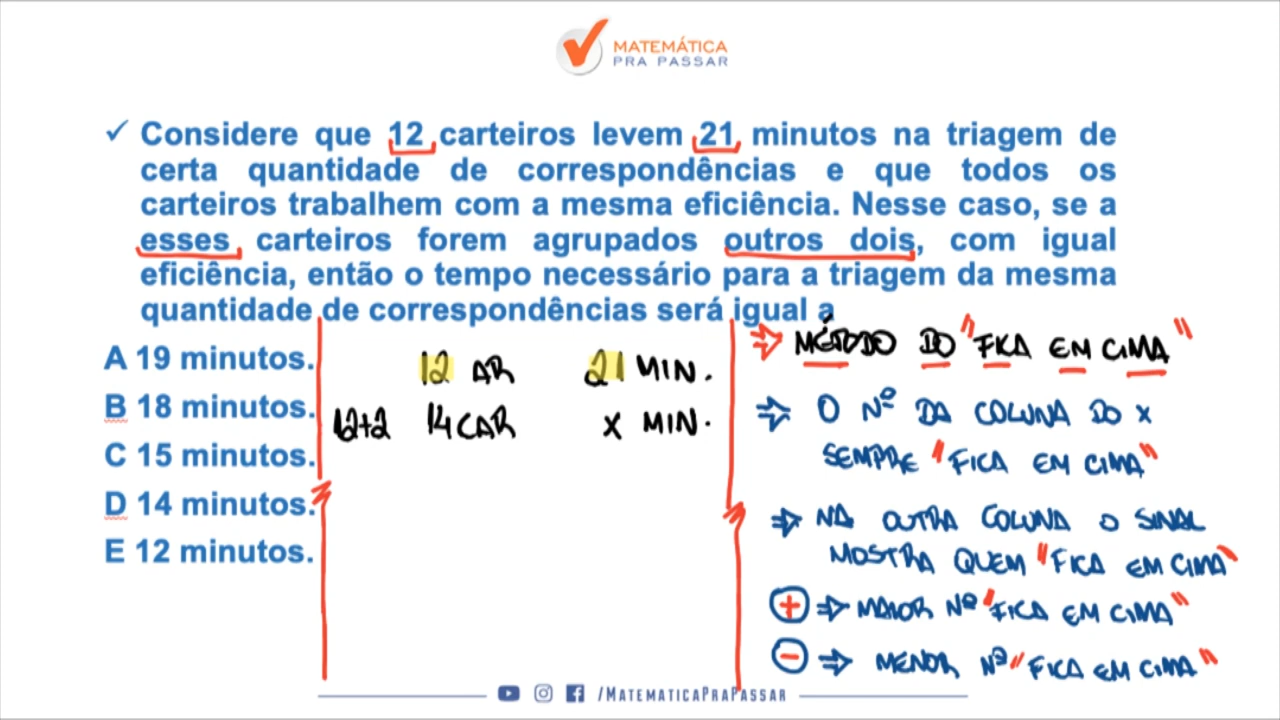 MATEMÁTICA
PRA PASSAR
✓ Considere que 12 carteiros levem 21 minutos na triagem de
certa quantidade de correspondências e que todos os
carteiros trabalhem com a mesma eficiência. Nesse caso, se a
esses carteiros forem agrupados outros dois, com igual
eficiência, então o tempo necessário para a triagem da mesma
quantidade de correspondências será igual a
A 19 minutos.
B 18 minutos.
C 15 minutos.
D 14 minutos.
E 12 minutos.
12 AR 21 MIN.
12+2 14 CAR X MIN.
⇒ MÉTODO DO "FICA EM CIMA"
⇒ O Nº DA COLUNA DO X
SEMPRE "FICA EM CIMA"
⇒ NA OUTRA COLUNA O SINAL
MOSTRA QUEM "FICA EM CIMA"
+ ⇒ MAIOR Nº "FICA EM CIMA"
- ⇒ MENOR Nº "FICA EM CIMA"
/MATEMATICAPRAPASSAR